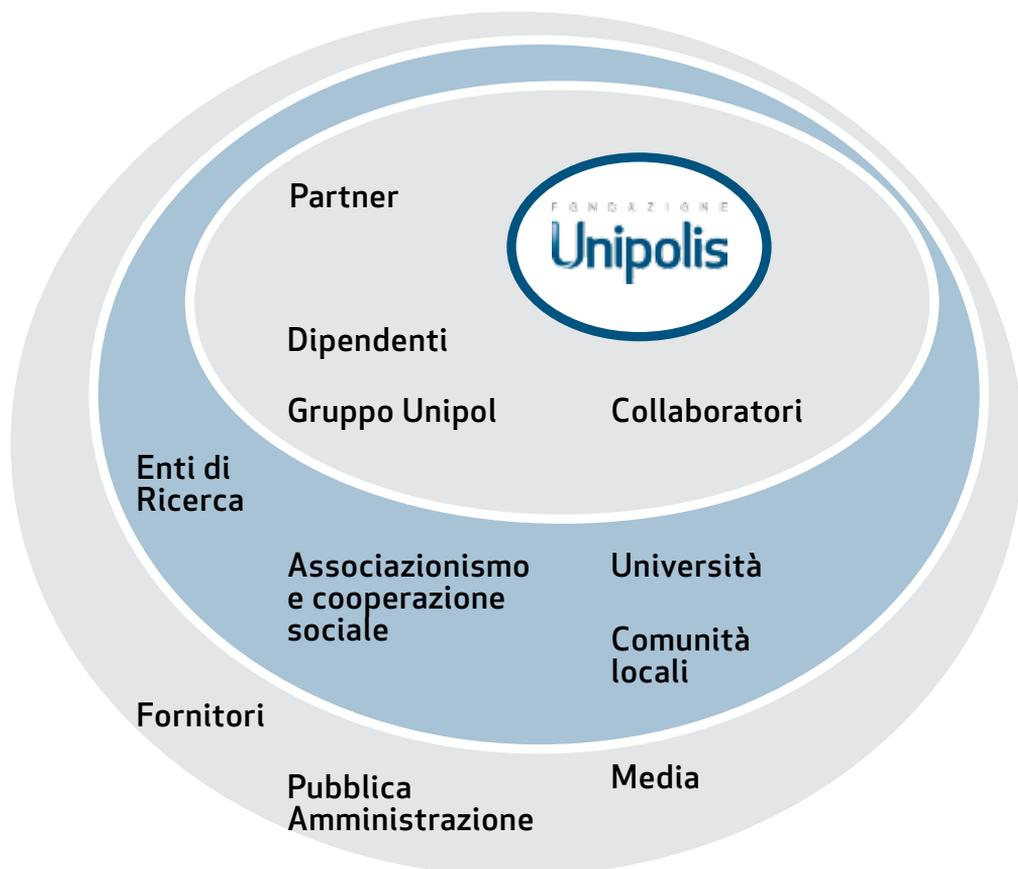 Partner
FONDAZIONE
Unipolis
Dipendenti
Gruppo Unipol
Collaboratori
Enti di
Ricerca
Associazionismo
e cooperazione
sociale
Università
Comunità
locali
Fornitori
Pubblica
Amministrazione
Media